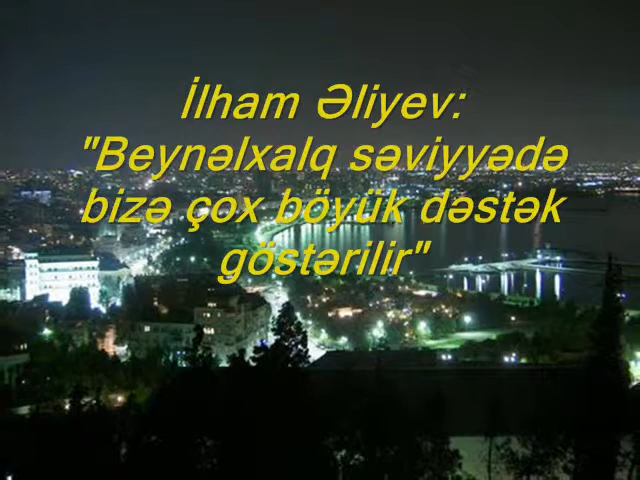 İlham Əliyev:
"Beynəlxalq səviyyədə
bizə çox böyük dəstək
göstərilir"